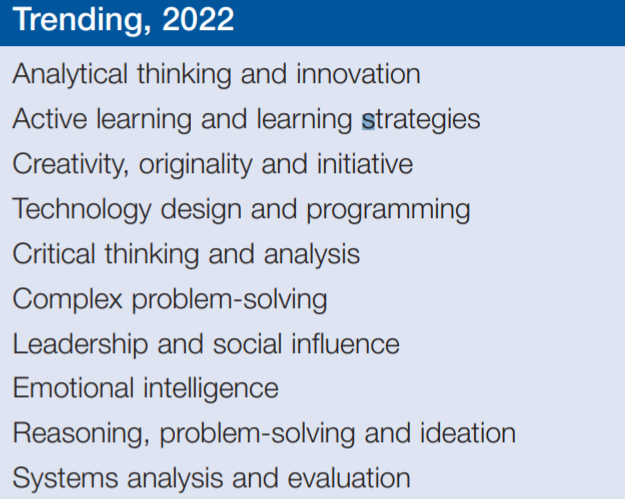 Trending, 2022
Analytical thinking and innovation
Active learning and learning strategies
Creativity, originality and initiative
Technology design and programming
Critical thinking and analysis
Complex problem-solving
Leadership and social influence
Emotional intelligence
Reasoning, problem-solving and ideation
Systems analysis and evaluation